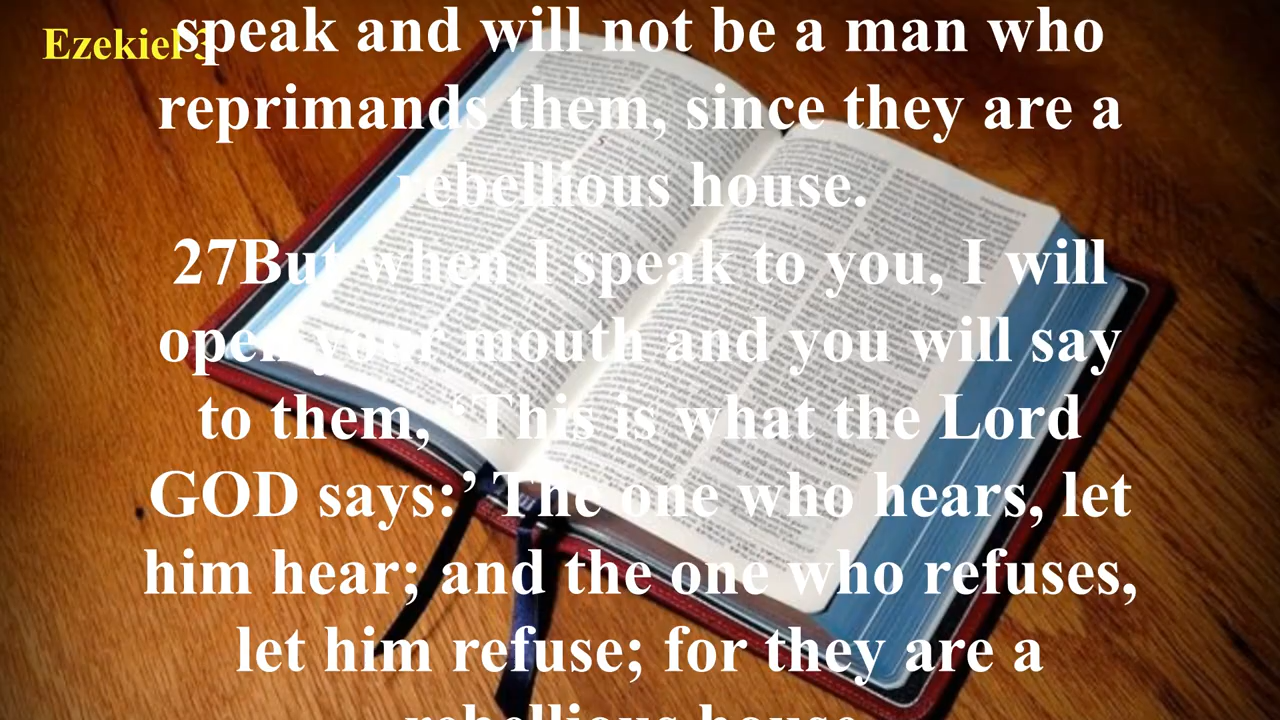 Ezekiel 3
speak and will not be a man who
reprimands them, since they are a
rebellious house.
27But when I speak to you, I will
open your mouth and you will say
to them, ‘This is what the Lord
GOD says:’ The one who hears, let
him hear; and the one who refuses,
let him refuse; for they are a
rebellious house